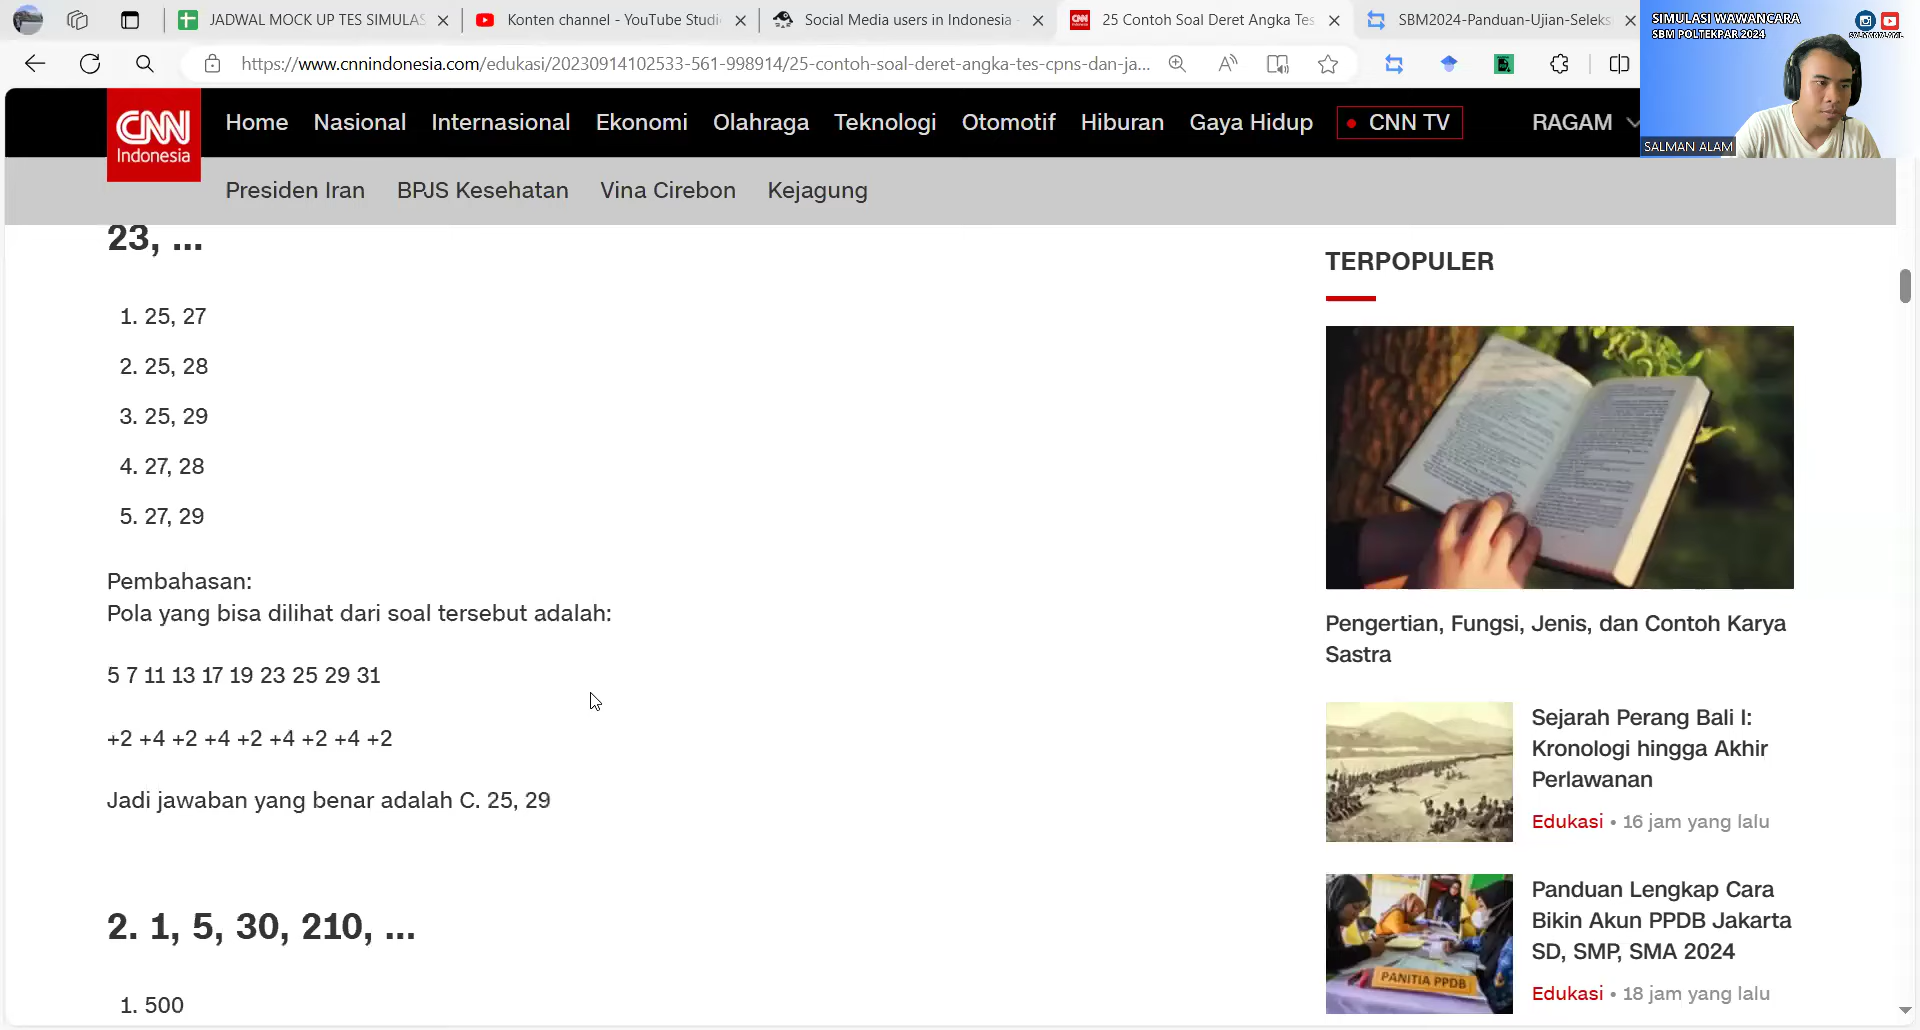 JADWAL MOCK UP TES SIMULAS
Konten channel - YouTube Studi
Social Media users in Indonesia -
CNN
25 Contoh Soal Deret Angka Tes
SBM2024-Panduan-Ujian-Seleks
SIMULASI WAWANCARA
SBM POLTEKPAR 2024
https://www.cnnindonesia.com/edukasi/20230914102533-561-998914/25-contoh-soal-deret-angka-tes-cpns-dan-ja...
SALMAN ALAM
CNN
Indonesia
Home Nasional Internasional Ekonomi Olahraga Teknologi Otomotif Hiburan Gaya Hidup CNN TV RAGAM
Presiden Iran BPJS Kesehatan Vina Cirebon Kejagung
23, ...
1. 25, 27
2. 25, 28
3. 25, 29
4. 27, 28
5. 27, 29
Pembahasan:
Pola yang bisa dilihat dari soal tersebut adalah:
5 7 11 13 17 19 23 25 29 31
+2 +4 +2 +4 +2 +4 +2 +4 +2
Jadi jawaban yang benar adalah C. 25, 29
2. 1, 5, 30, 210, ...
1. 500
TERPOPULER
Pengertian, Fungsi, Jenis, dan Contoh Karya
Sastra
Sejarah Perang Bali I:
Kronologi hingga Akhir
Perlawanan
Edukasi • 16 jam yang lalu
PANITIA PPDB
Panduan Lengkap Cara
Bikin Akun PPDB Jakarta
SD, SMP, SMA 2024
Edukasi • 18 jam yang lalu